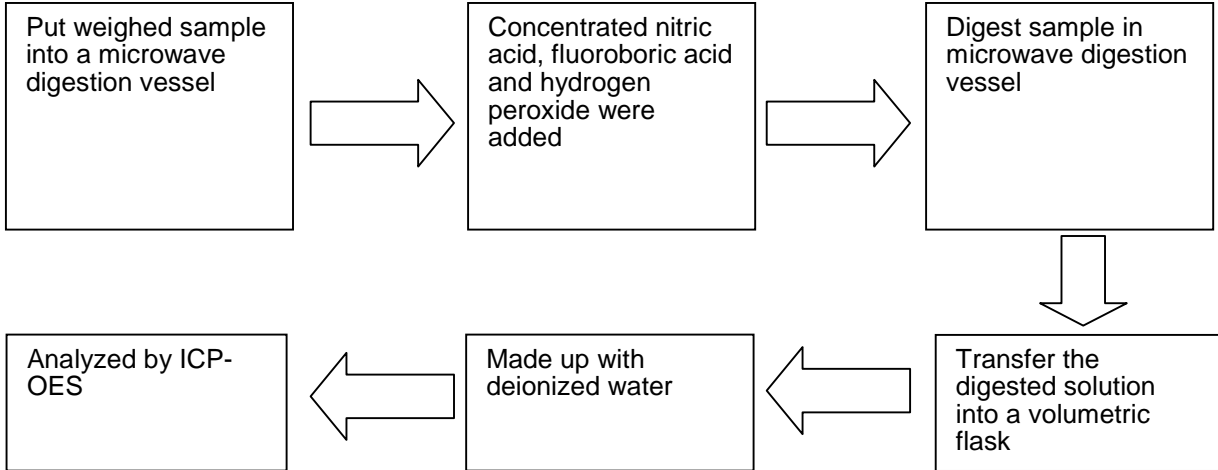 Put weighed sample
into a microwave
digestion vessel
Concentrated nitric
acid, fluoroboric acid
and hydrogen
peroxide were
added
Digest sample in
microwave digestion
vessel
Transfer the
digested solution
into a volumetric
flask
Made up with
deionized water
Analyzed by ICP-
OES